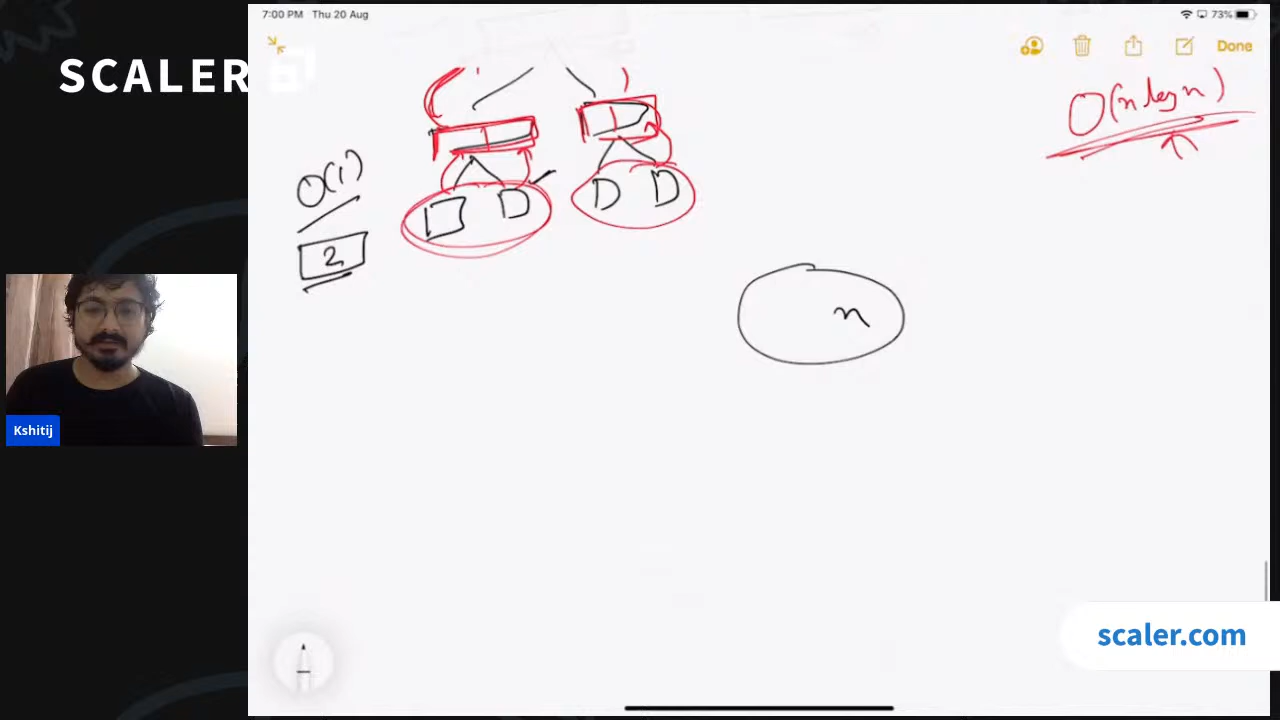 7:00 PM Thu 20 Aug
73%
SCALER
Done
O(n log n)
O(1)
2
n
Kshitij
scaler.com